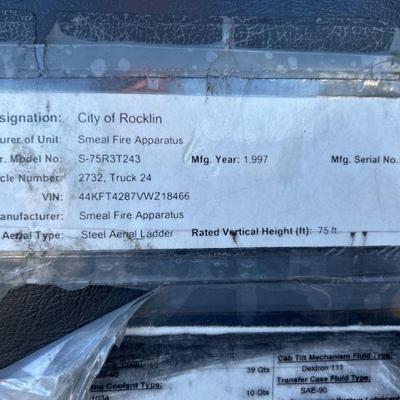 signation: City of Rocklin
urer of Unit: Smeal Fire Apparatus
r. Model No: S-75R3T243 Mfg. Year: 1,997 Mfg. Serial No.:
cle Number: 2732, Truck 24
VIN: 44KFT4287VWZ18466
anufacturer: Smeal Fire Apparatus
Aerial Type: Steel Aerial Ladder Rated Vertical Height (ft): 75 ft.
Cab Tilt Mechanism Fluid Type:
39 Qts Dextron 111
Coolant Type: Transfer Case Fluid Type:
10 Qts SAE-90